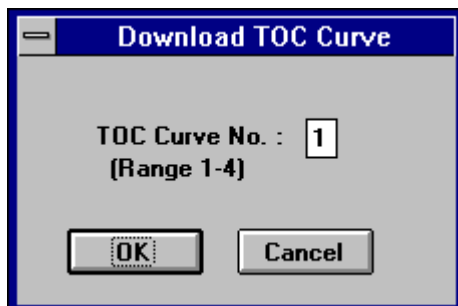 Download TOC Curve
TOC Curve No. : 1
(Range 1-4)
OK Cancel